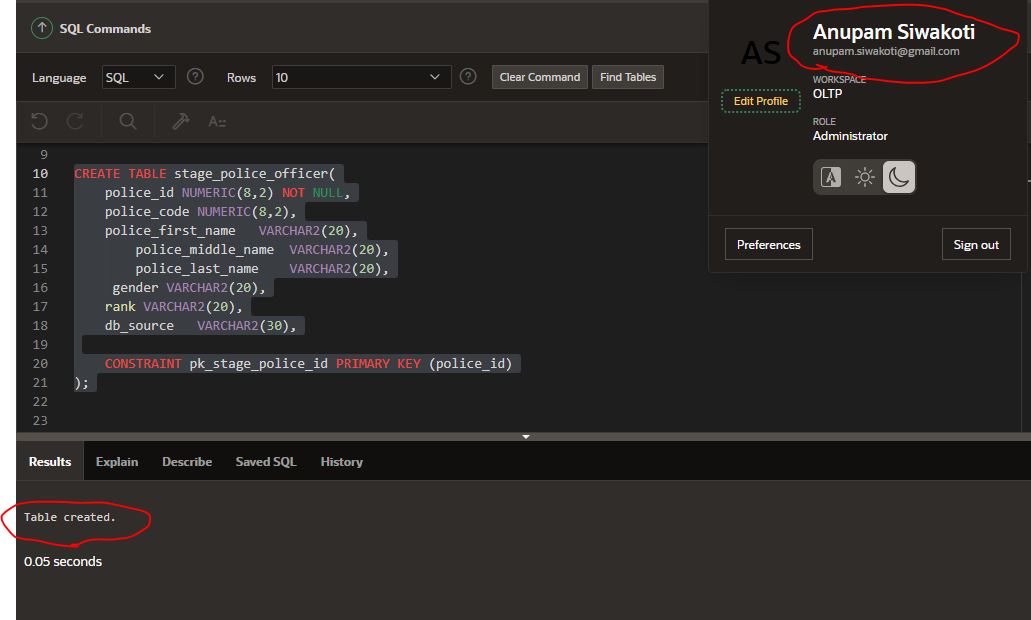 SQL Commands
Language SQL Rows 10 Clear Command Find Tables
AS
Anupam Siwakoti
anupam.siwakoti@gmail.com
Edit Profile
WORKSPACE
OLTP
ROLE
Administrator
Preferences Sign out
9
10 CREATE TABLE stage_police_officer(
11 police_id NUMERIC(8,2) NOT NULL,
12 police_code NUMERIC(8,2),
13 police_first_name VARCHAR2(20),
14 police_middle_name VARCHAR2(20),
15 police_last_name VARCHAR2(20),
16 gender VARCHAR2(20),
17 rank VARCHAR2(20),
18 db_source VARCHAR2(30),
19
20 CONSTRAINT pk_stage_police_id PRIMARY KEY (police_id)
21 );
22
23
Results Explain Describe Saved SQL History
Table created.
0.05 seconds